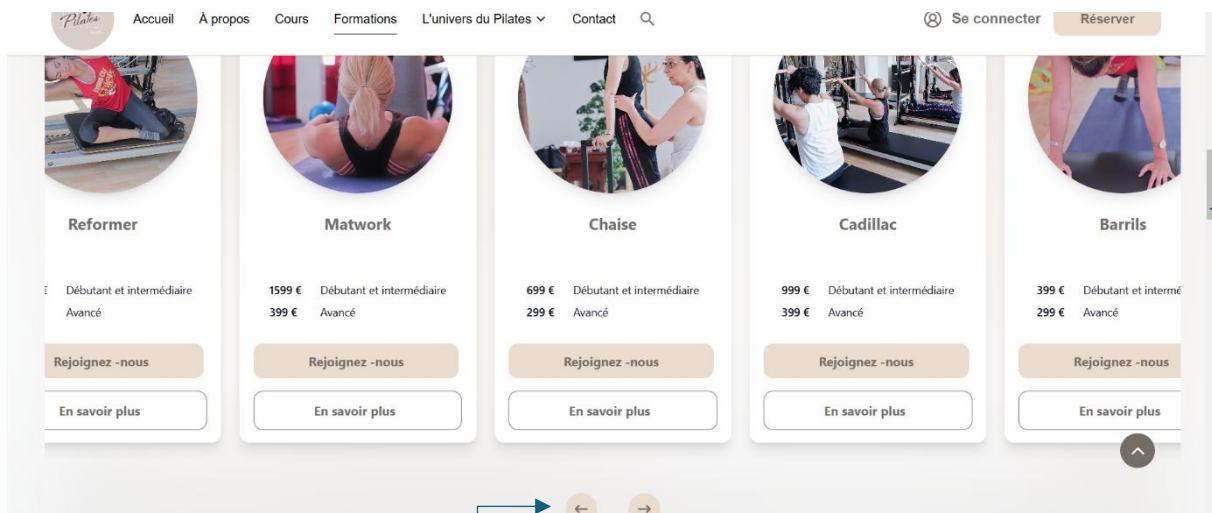 Pilates Accueil À propos Cours Formations L'univers du Pilates Contact Se connecter Réserver
Reformer Matwork Chaise Cadillac Barrils
€ Débutant et intermédiaire 1599 € Débutant et intermédiaire 699 € Débutant et intermédiaire 999 € Débutant et intermédiaire 399 € Débutant et intermé
Avancé 399 € Avancé 299 € Avancé 399 € Avancé 299 € Avancé
Rejoignez -nous Rejoignez -nous Rejoignez -nous Rejoignez -nous Rejoignez -nous
En savoir plus En savoir plus En savoir plus En savoir plus En savoir plus